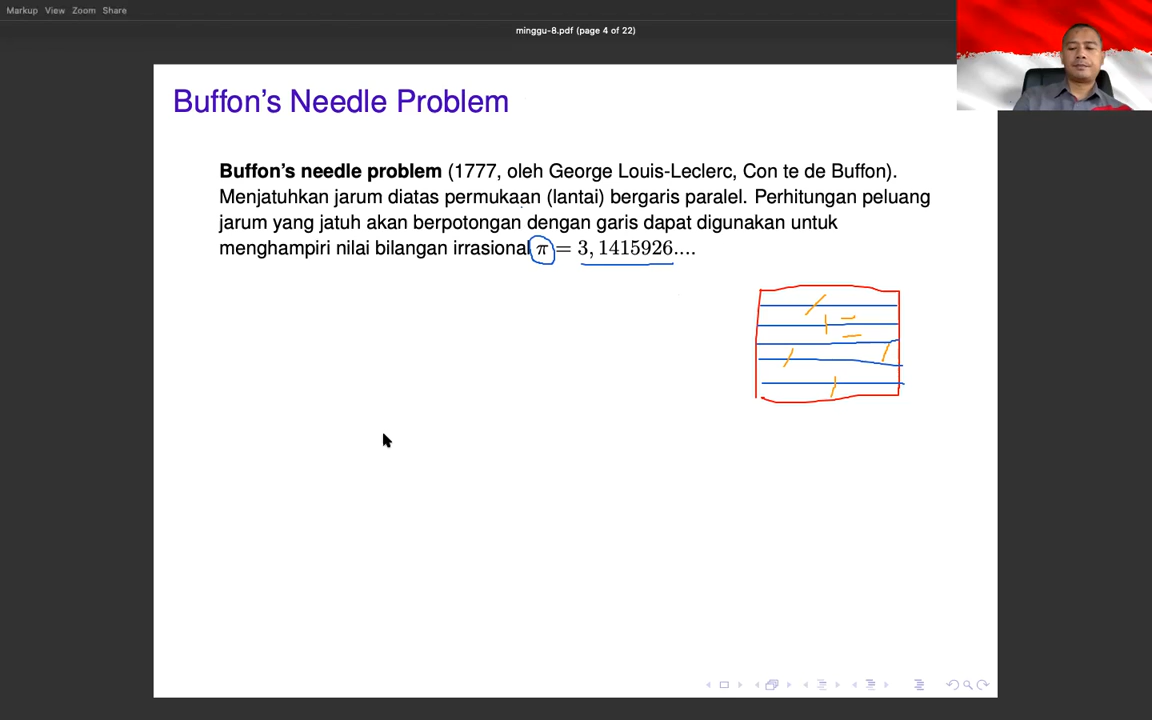 Markup View Zoom Share
minggu-8.pdf (page 4 of 22)
Buffon's Needle Problem
Buffon's needle problem (1777, oleh George Louis-Leclerc, Con te de Buffon).
Menjatuhkan jarum diatas permukaan (lantai) bergaris paralel. Perhitungan peluang
jarum yang jatuh akan berpotongan dengan garis dapat digunakan untuk
menghampiri nilai bilangan irrasional π = 3, 1415926....